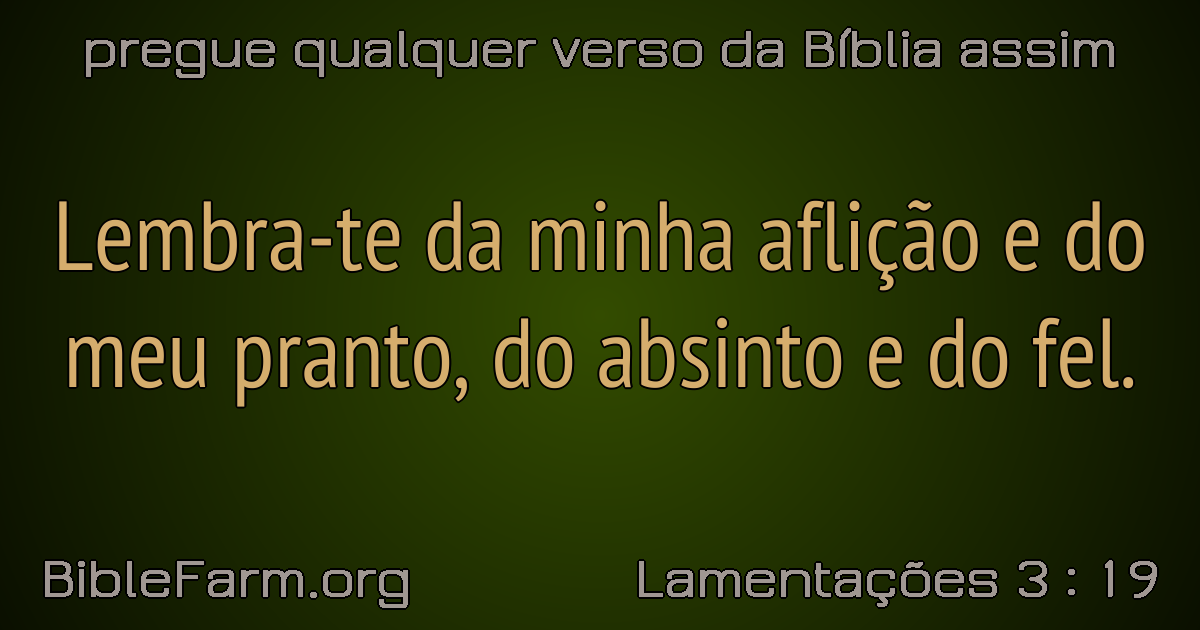 pregue qualquer verso da Bíblia assim
Lembra-te da minha aflição e do
meu pranto, do absinto e do fel.
BibleFarm.org
Lamentações 3 : 19